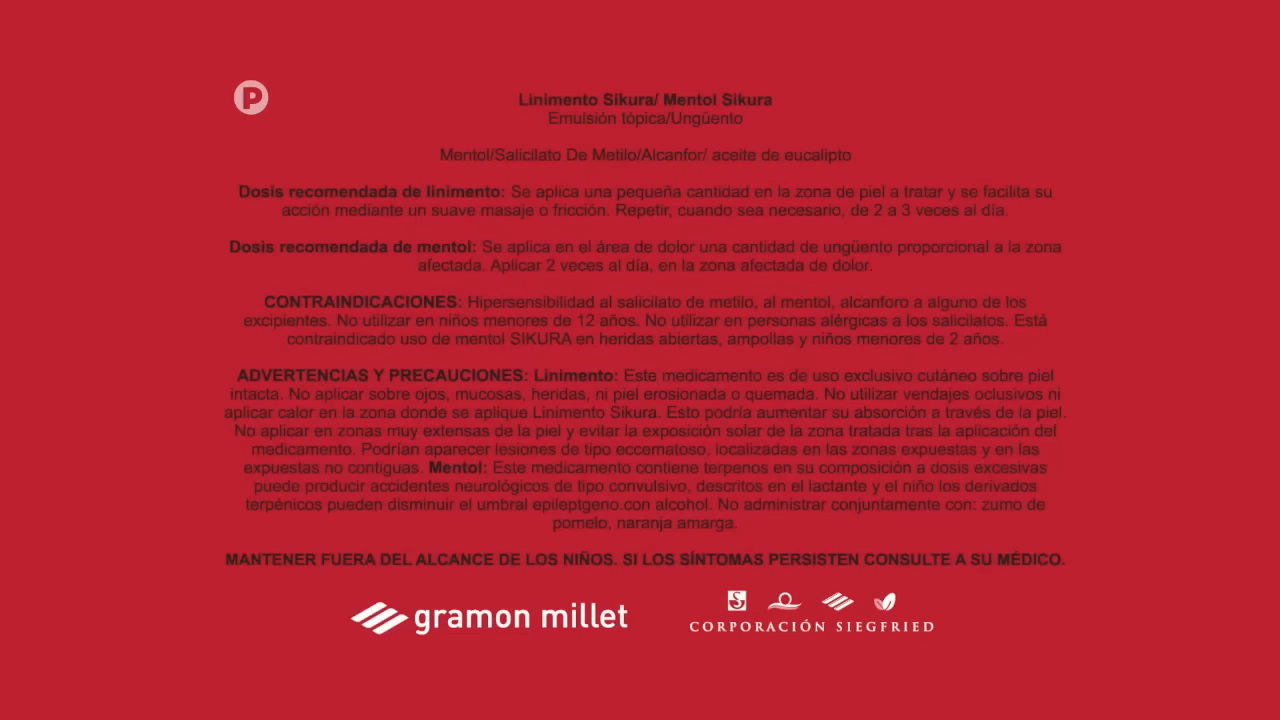 P
Linimento Sikura/ Mentol Sikura
Emulsión tópica/Ungüento
Mentol/Salicilato De Metilo/Alcanfor/ aceite de eucalipto
Dosis recomendada de linimento: Se aplica una pequeña cantidad en la zona de piel a tratar y se facilita su
acción mediante un suave masaje o fricción. Repetir, cuando sea necesario, de 2 a 3 veces al día.
Dosis recomendada de mentol: Se aplica en el área de dolor una cantidad de ungüento proporcional a la zona
afectada. Aplicar 2 veces al día, en la zona afectada de dolor.
CONTRAINDICACIONES: Hipersensibilidad al salicilato de metilo, al mentol, alcanforo a alguno de los
excipientes. No utilizar en niños menores de 12 años. No utilizar en personas alérgicas a los salicilatos. Está
contraindicado uso de mentol SIKURA en heridas abiertas, ampollas y niños menores de 2 años.
ADVERTENCIAS Y PRECAUCIONES: Linimento: Este medicamento es de uso exclusivo cutáneo sobre piel
intacta. No aplicar sobre ojos, mucosas, heridas, ni piel erosionada o quemada. No utilizar vendajes oclusivos ni
aplicar calor en la zona donde se aplique Linimento Sikura. Esto podría aumentar su absorción a través de la piel.
No aplicar en zonas muy extensas de la piel y evitar la exposición solar de la zona tratada tras la aplicación del
medicamento. Podrían aparecer lesiones de tipo eccematoso, localizadas en las zonas expuestas y en las
expuestas no contiguas. Mentol: Este medicamento contiene terpenos en su composición a dosis excesivas
puede producir accidentes neurológicos de tipo convulsivo, descritos en el lactante y el niño los derivados
terpénicos pueden disminuir el umbral epileptgeno.con alcohol. No administrar conjuntamente con: zumo de
pomelo, naranja amarga.
MANTENER FUERA DEL ALCANCE DE LOS NIÑOS. SI LOS SÍNTOMAS PERSISTEN CONSULTE A SU MÉDICO.
gramon millet
CORPORACIÓN SIEGFRIED